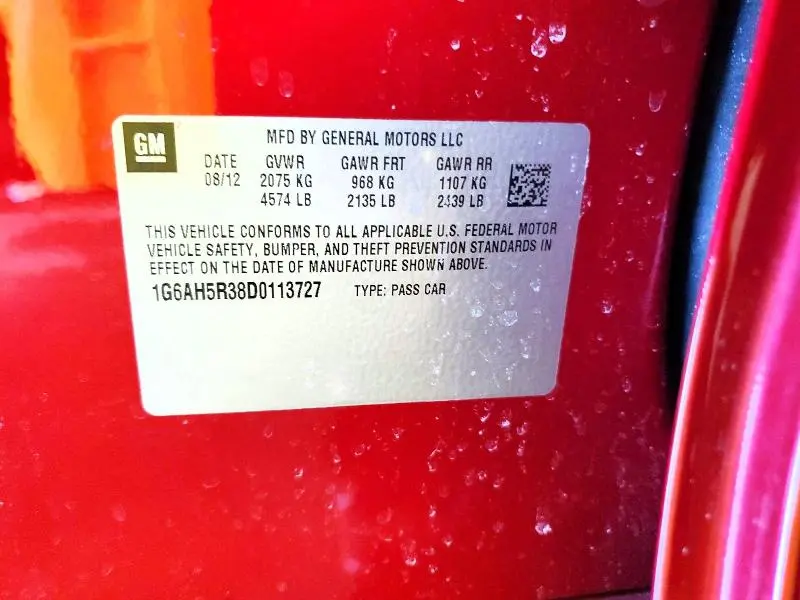 GM
MFD BY GENERAL MOTORS LLC
DATE GVWR GAWR FRT GAWR RR
08/12 2075 KG 968 KG 1107 KG
4574 LB 2135 LB 2439 LB
THIS VEHICLE CONFORMS TO ALL APPLICABLE U.S. FEDERAL MOTOR
VEHICLE SAFETY, BUMPER, AND THEFT PREVENTION STANDARDS IN
EFFECT ON THE DATE OF MANUFACTURE SHOWN ABOVE.
1G6AH5R38D0113727 TYPE: PASS CAR